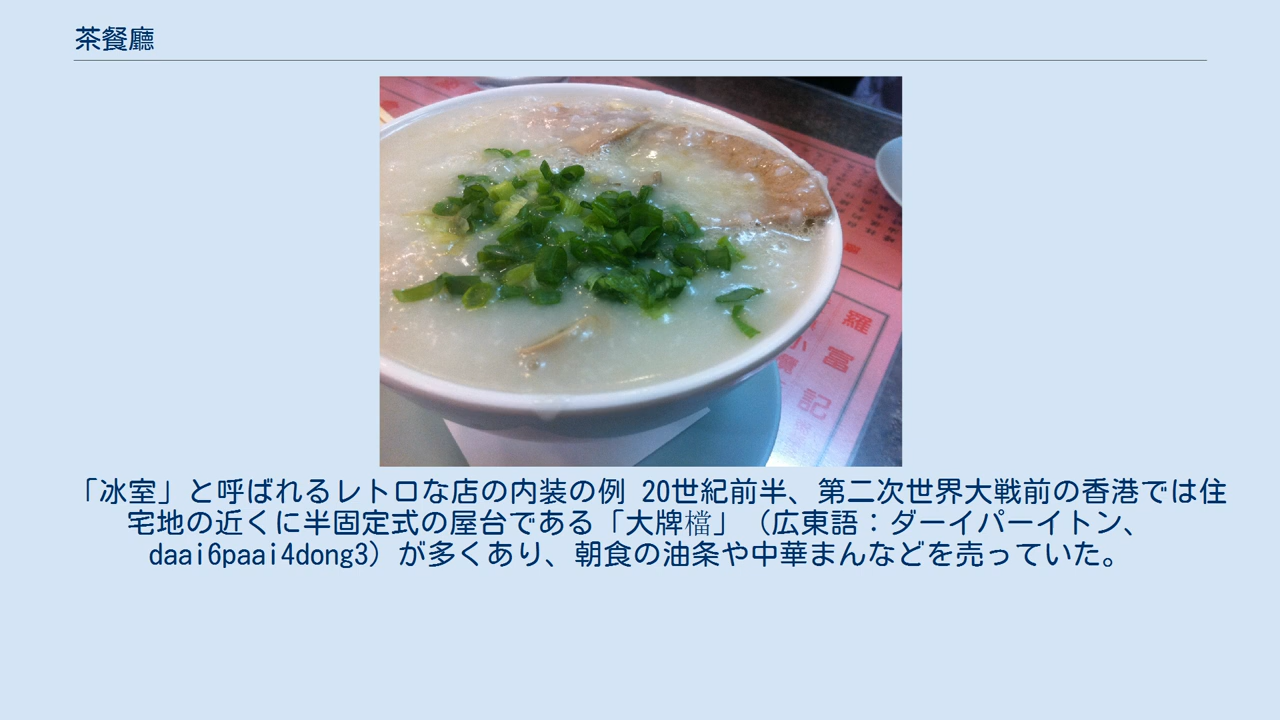 茶餐廳
羅富記
小
「冰室」と呼ばれるレトロな店の内装の例 20世紀前半、第二次世界大戦前の香港では住
宅地の近くに半固定式の屋台である「大牌檔」（広東語：ダーイパーイトン、
daai6paai4dong3）が多くあり、朝食の油条や中華まんなどを売っていた。